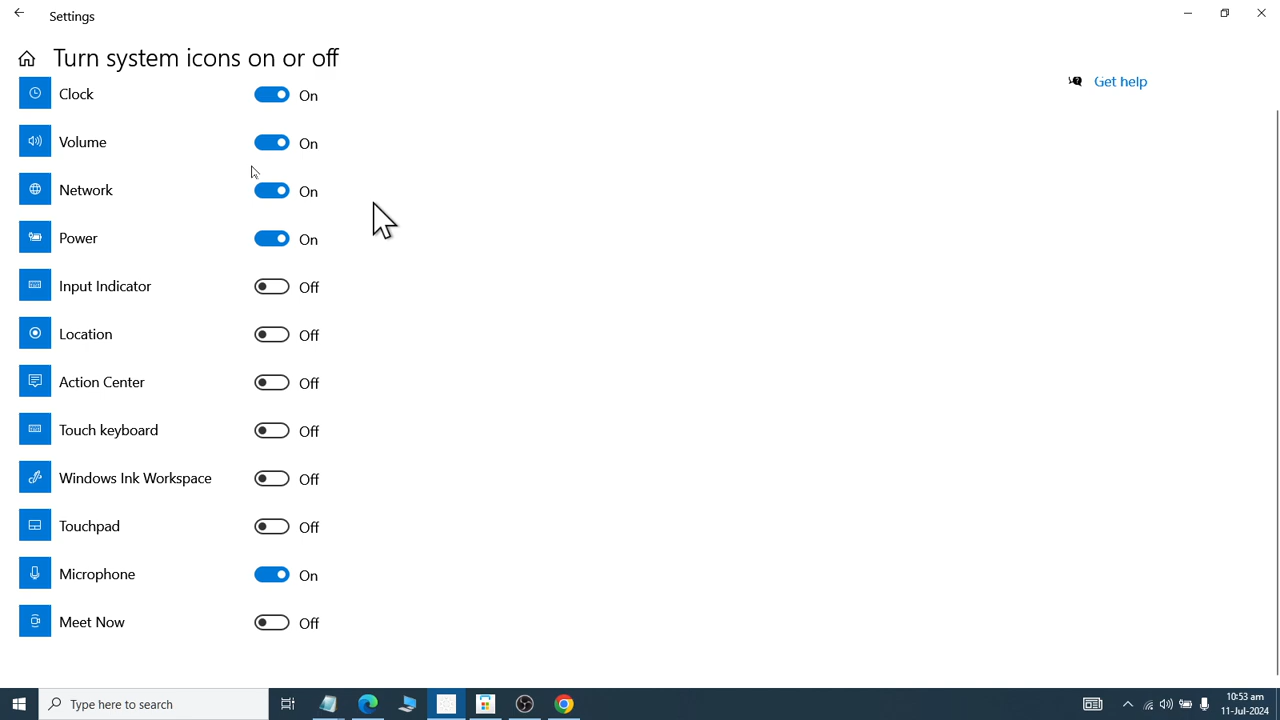 Settings
Turn system icons on or off
Get help
Clock On
Volume On
Network On
Power On
Input Indicator Off
Location Off
Action Center Off
Touch keyboard Off
Windows Ink Workspace Off
Touchpad Off
Microphone On
Meet Now Off
Type here to search
10:53 am
11-Jul-2024